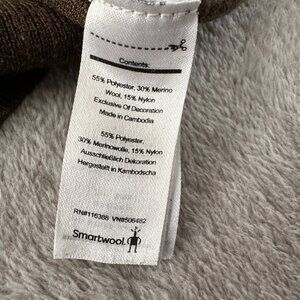 Contents:
55% Polyester, 30% Merino
Wool, 15% Nylon
Exclusive Of Decoration
Made in Cambodia
55% Polyester,
30% Merinowolle, 15% Nylon
Ausschließlich Dekoration
Hergestellt in Kambodscha
RN#116388 VN#506482
Smartwool